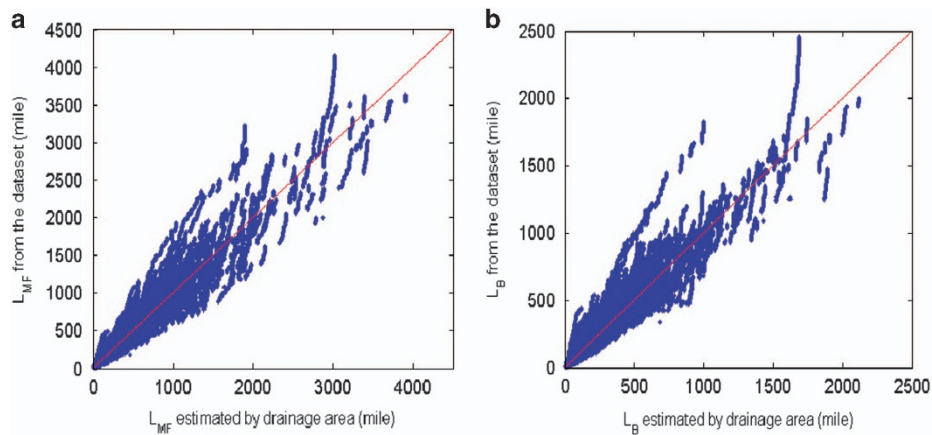 a
4500
4000
3500
3000
2500
2000
1500
1000
500
0
0 1000 2000 3000 4000
L_MF from the dataset (mile)
L_MF estimated by drainage area (mile)
b
2500
2000
1500
1000
500
0
0 500 1000 1500 2000 2500
L_B from the dataset (mile)
L_B estimated by drainage area (mile)